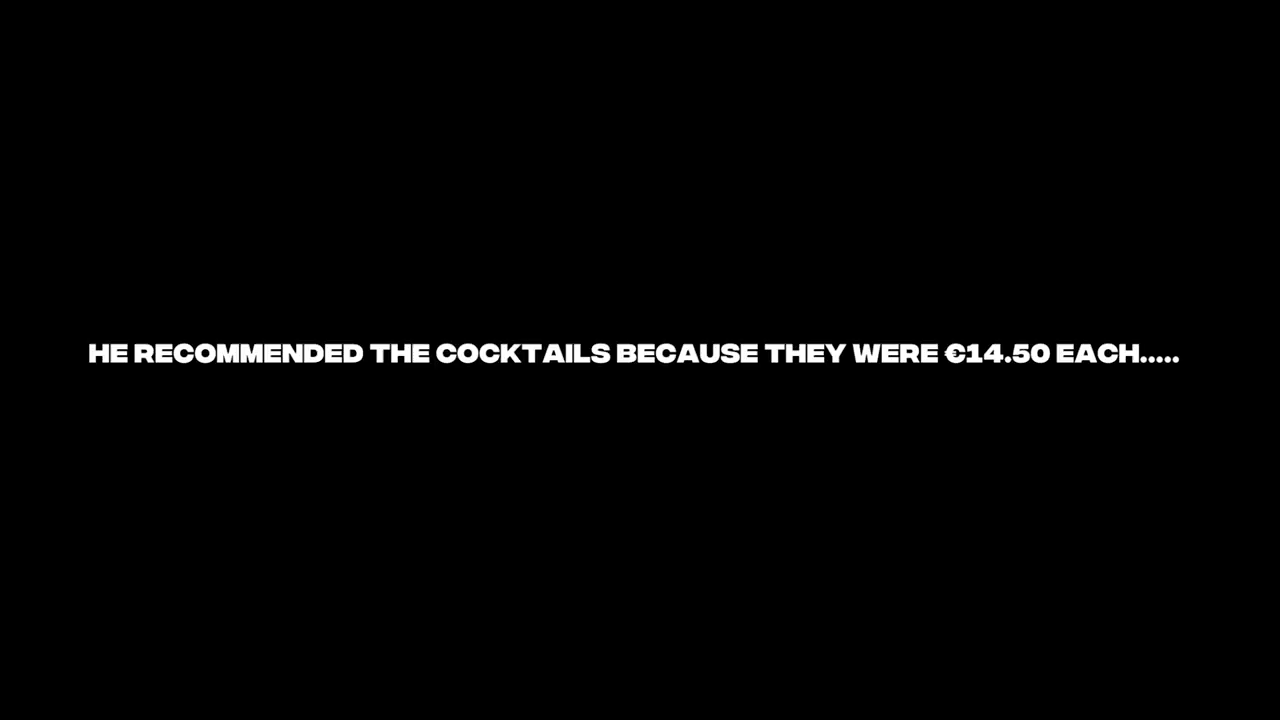 HE RECOMMENDED THE COCKTAILS BECAUSE THEY WERE €14.50 EACH.....